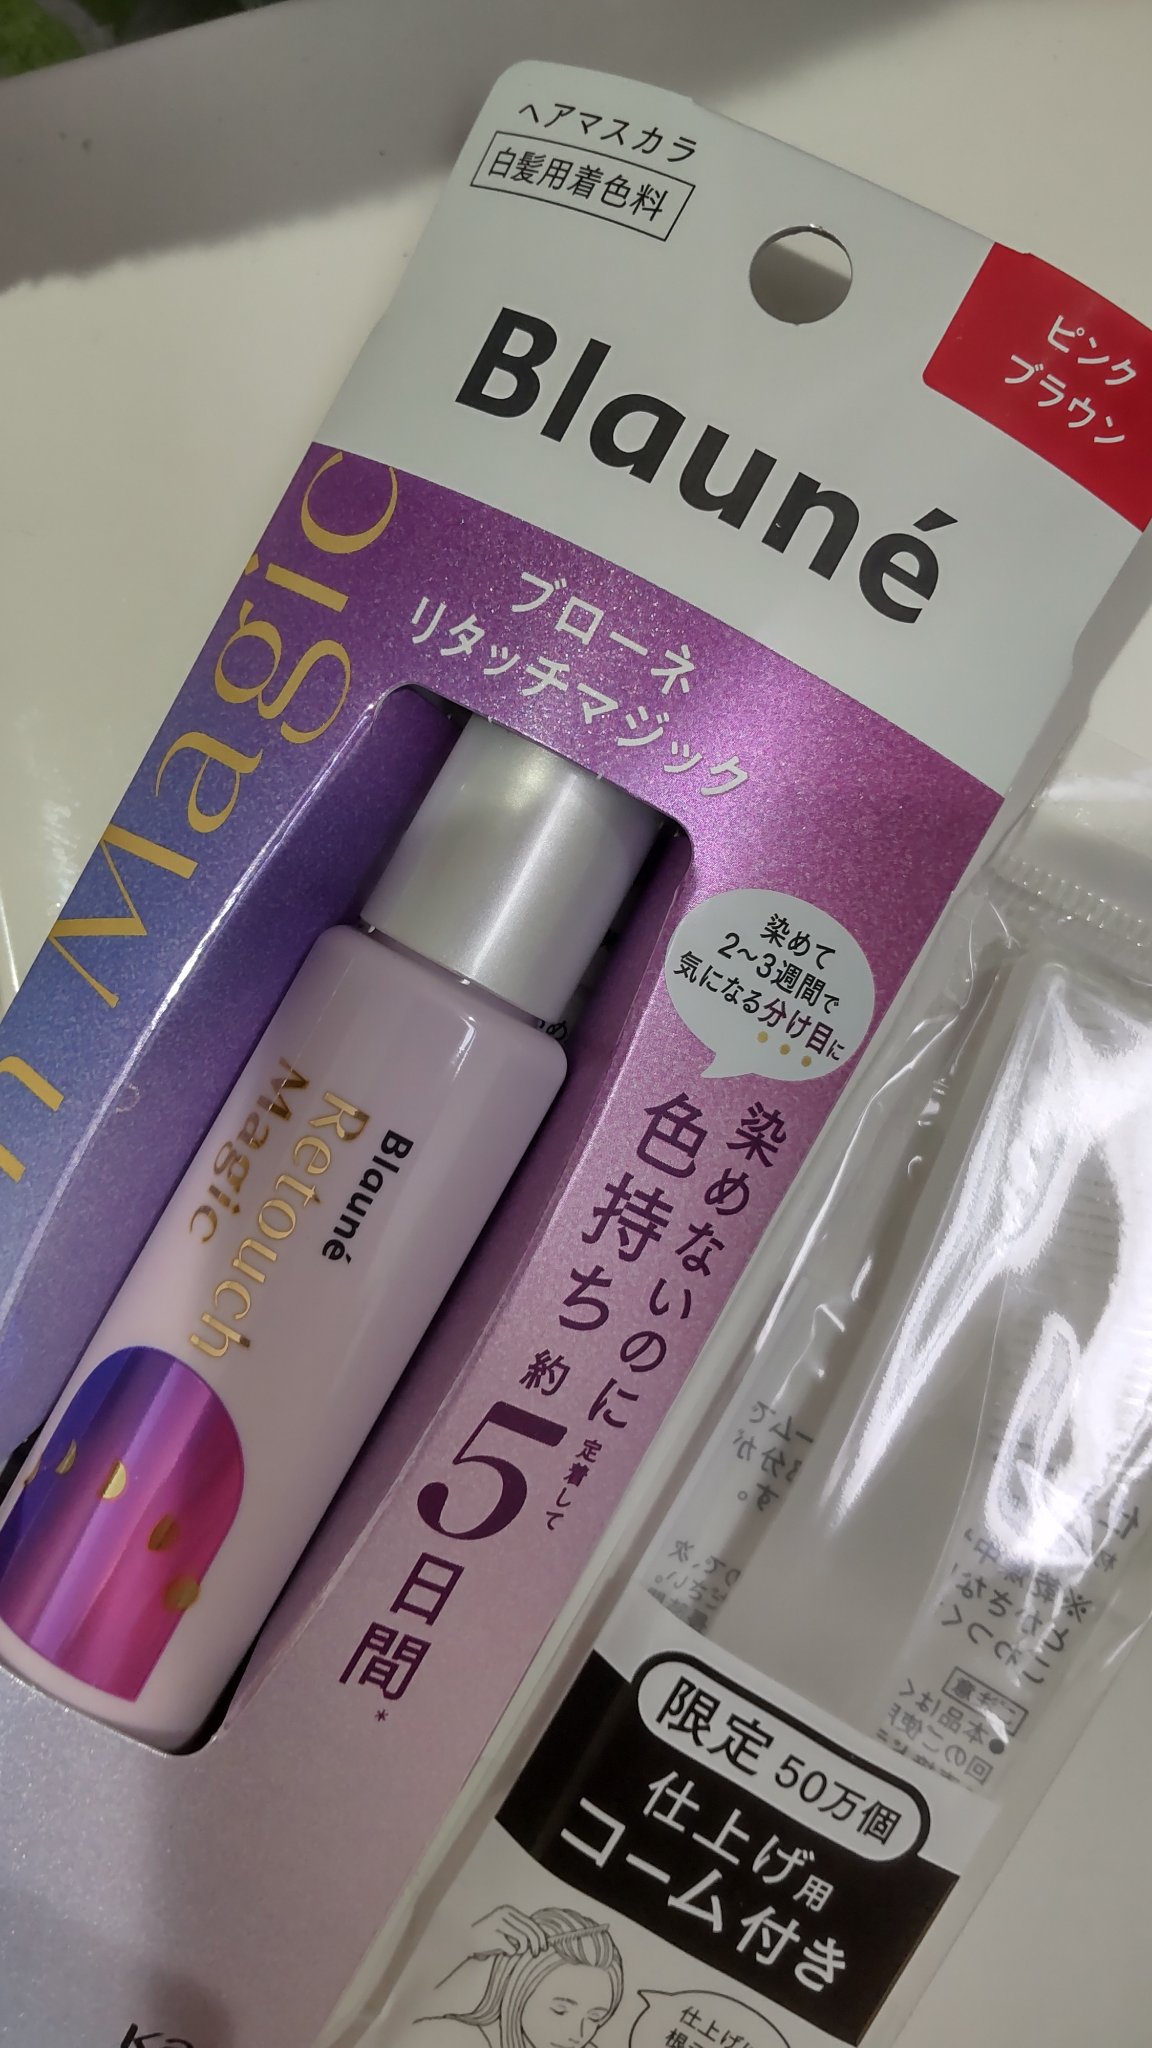 ヘアマスカラ
白髪用着色料
ピンク
ブラウン
Blauné
Magic
ブローネ
リタッチマジック
染めて
2〜3週間で
気になる分け目に
染めないのに
色持ち
定着して
約5日間*
Blauné
Retouch
Magic
限定50万個
仕上げ用
コーム付き
仕上げに